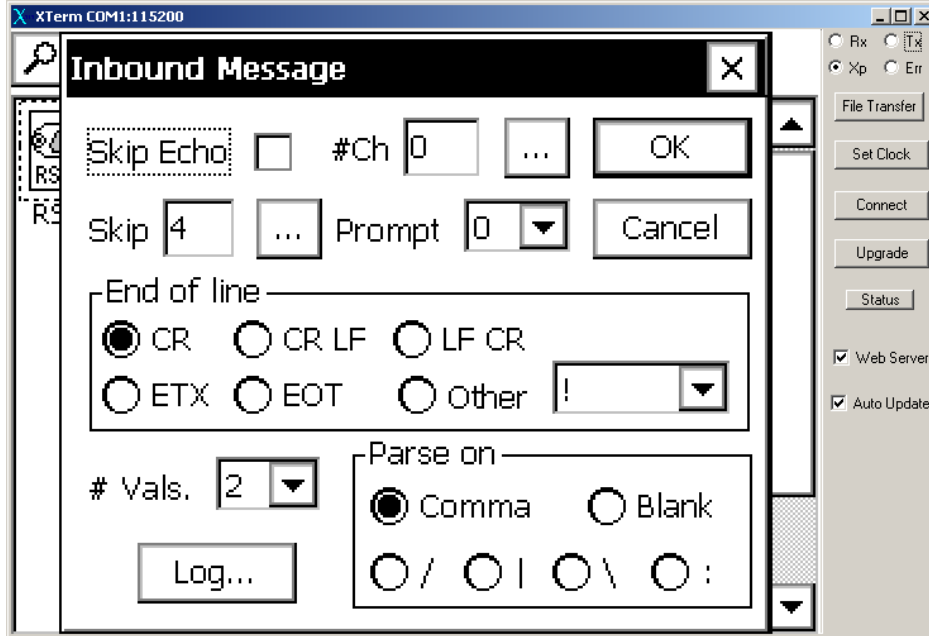 XTerm COM1:115200
Inbound Message
Rx Tx
Xp Err
File Transfer
Skip Echo #Ch 0 ... OK
Set Clock
RS
RS
Skip 4 ... Prompt 0 Cancel
Connect
Upgrade
End of line
Status
CR CR LF LF CR
Web Server
ETX EOT Other !
Auto Update
# Vals. 2
Parse on
Comma Blank
Log...
/ | \ :